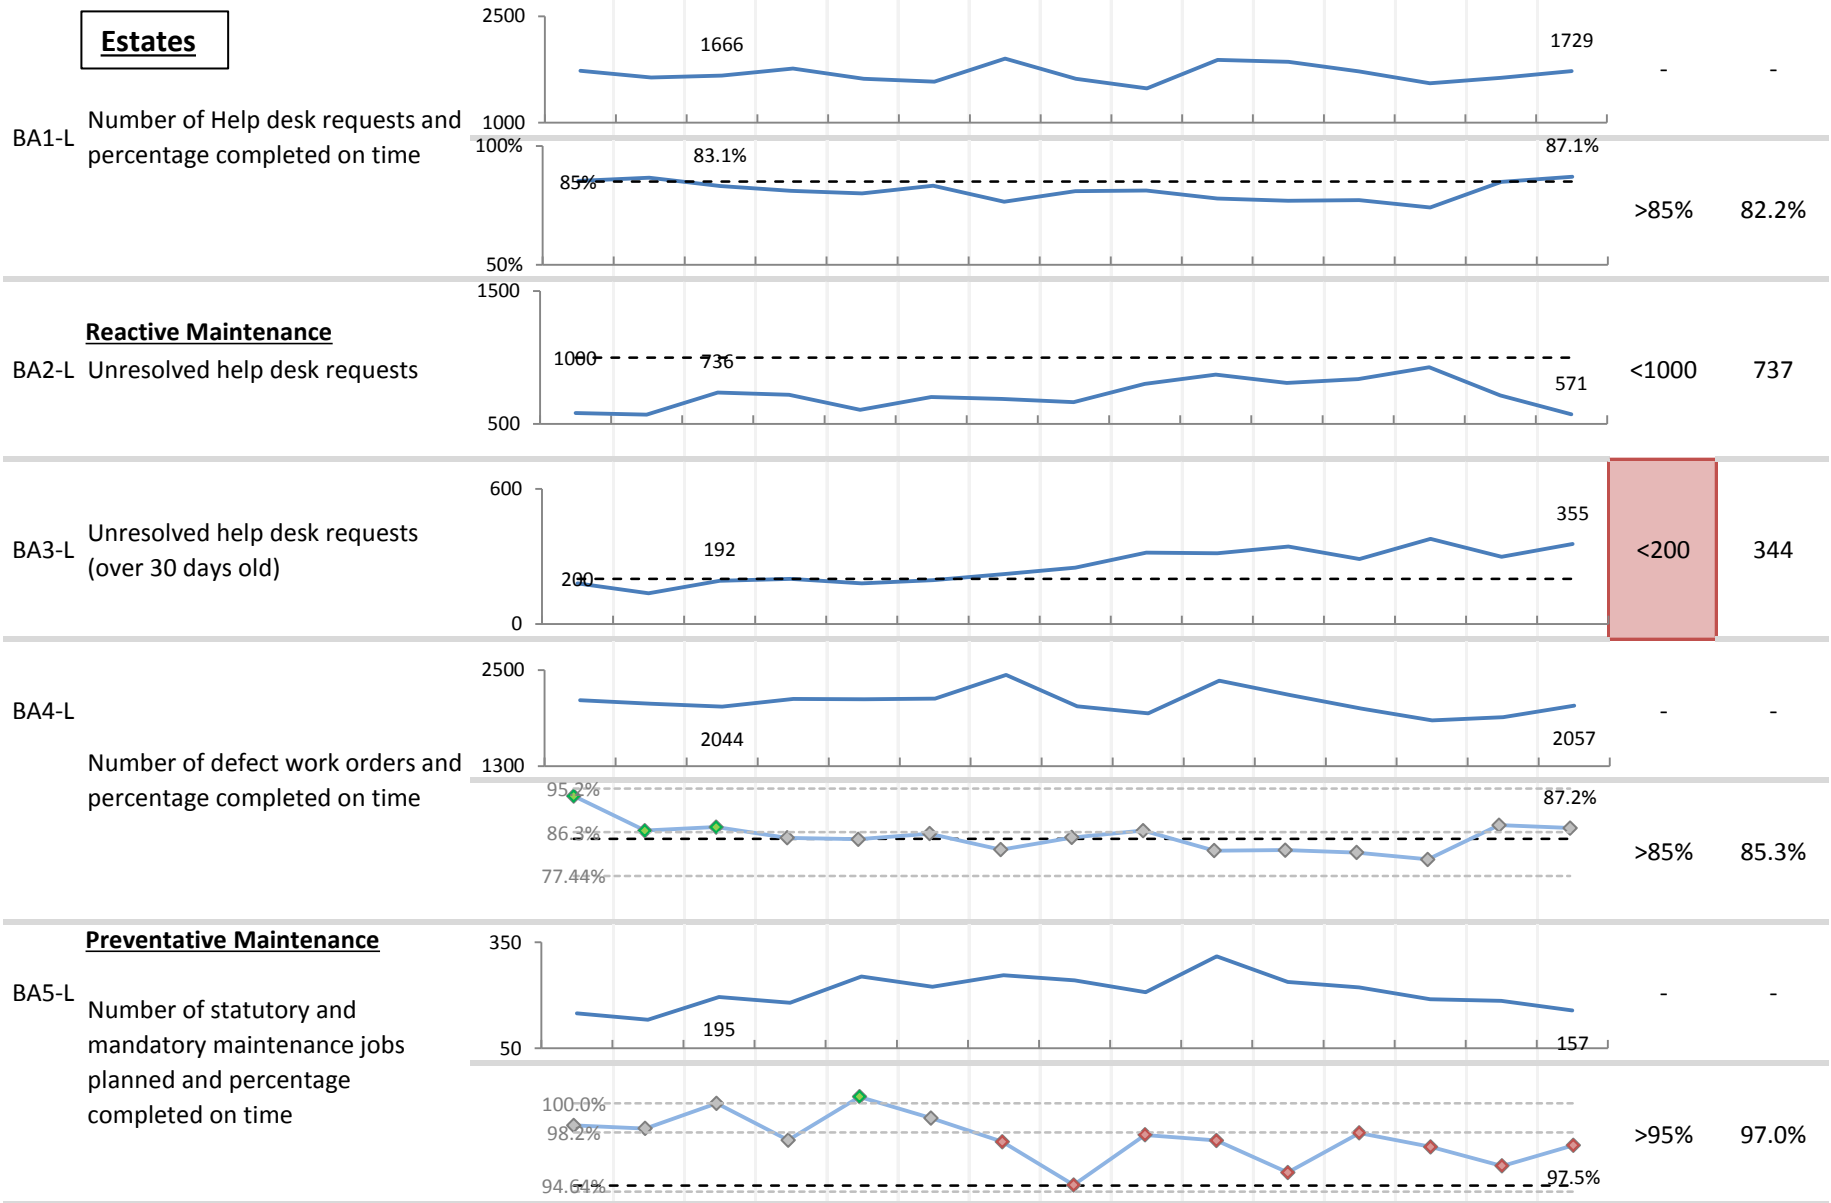 Estates
2500
1666
1729
-
-
1000
BA1-L
Number of Help desk requests and
percentage completed on time
100%
83.1%
87.1%
85%
>85%
82.2%
50%
1500
Reactive Maintenance
BA2-L
Unresolved help desk requests
1000
736
571
<1000
737
500
600
BA3-L
Unresolved help desk requests
(over 30 days old)
192
355
200
<200
344
0
2500
BA4-L
2044
2057
-
-
1300
Number of defect work orders and
percentage completed on time
95.2%
87.2%
86.3%
>85%
85.3%
77.44%
Preventative Maintenance
350
BA5-L
195
157
-
-
50
Number of statutory and
mandatory maintenance jobs
planned and percentage
completed on time
100.0%
98.2%
>95%
97.0%
97.5%
94.64%